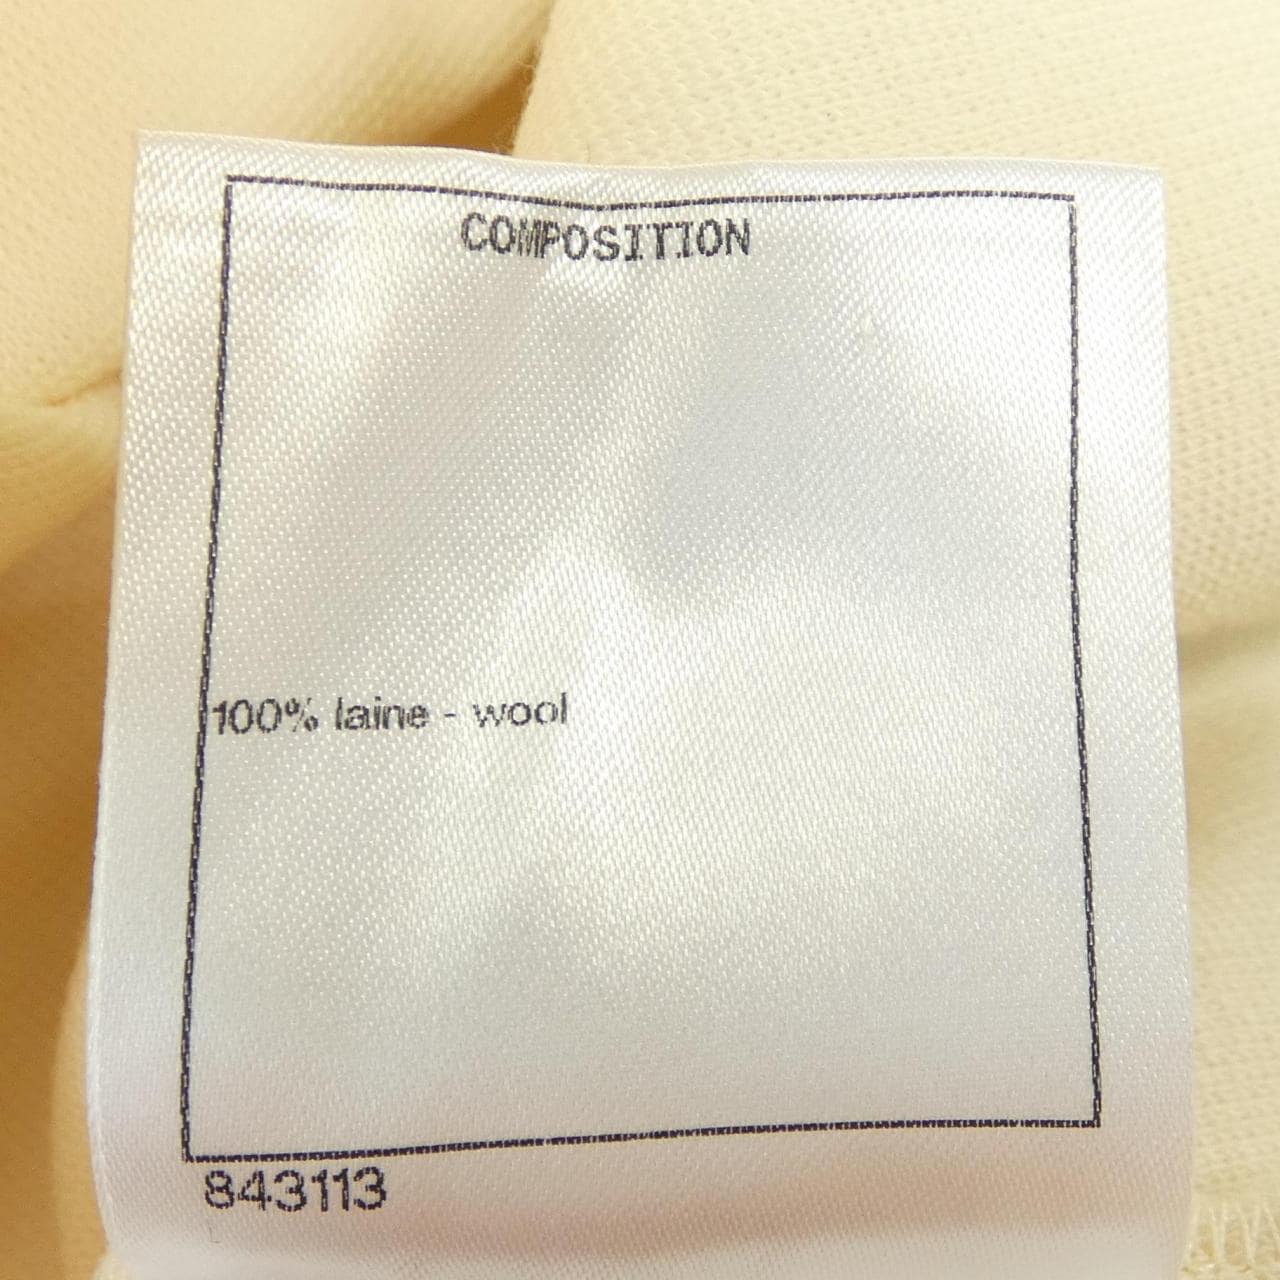 COMPOSITION
100% laine - wool
843113